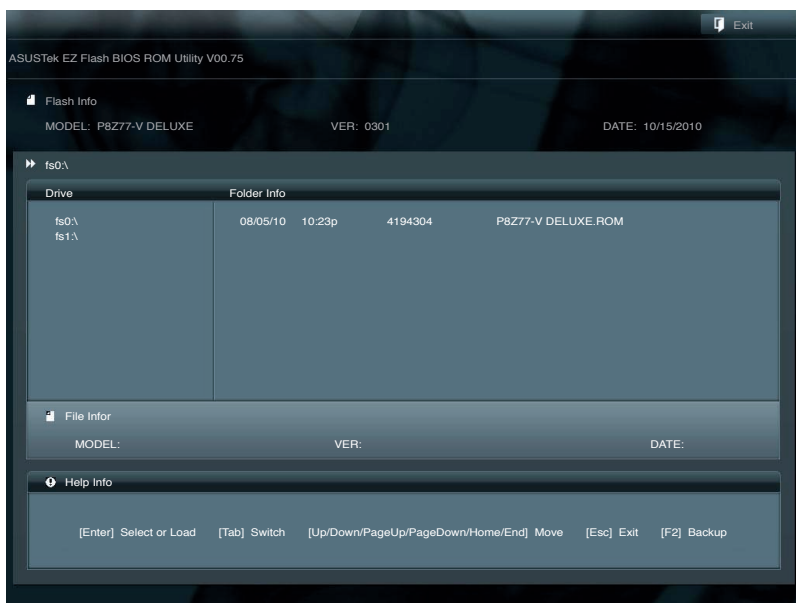 Exit
ASUSTek EZ Flash BIOS ROM Utility V00.75
Flash Info
MODEL: P8Z77-V DELUXE VER: 0301 DATE: 10/15/2010
fs0:\
Drive Folder Info
fs0:\ 08/05/10 10:23p 4194304 P8Z77-V DELUXE.ROM
fs1:\
File Infor
MODEL: VER: DATE:
Help Info
[Enter] Select or Load [Tab] Switch [Up/Down/PageUp/PageDown/Home/End] Move [Esc] Exit [F2] Backup